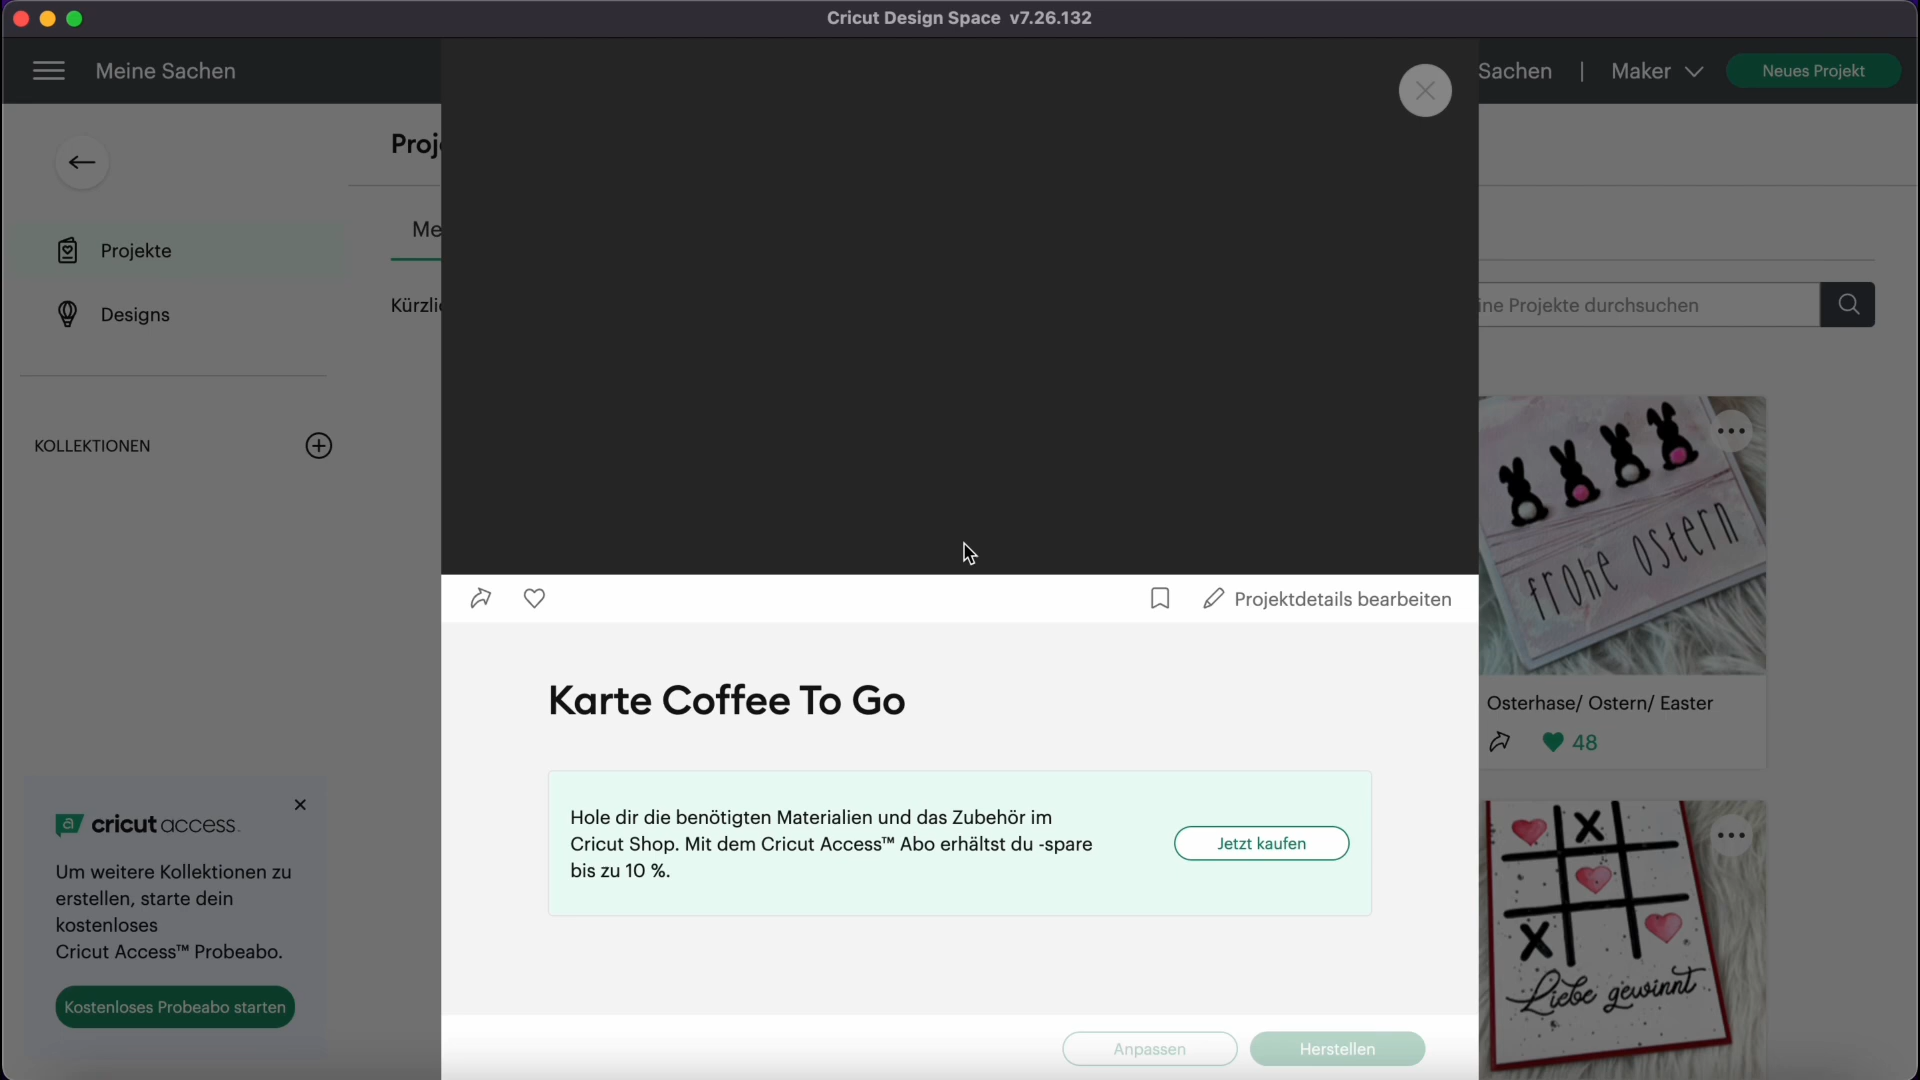 Cricut Design Space v7.26.132
Meine Sachen
Sachen | Maker
Neues Projekt
Projekte
Designs
KOLLEKTIONEN
cricut access
Um weitere Kollektionen zu
erstellen, starte dein
kostenloses
Cricut Access™ Probeabo.
Kostenloses Probeabo starten
Proj
Me
Kürzli
Projektdetails bearbeiten
Karte Coffee To Go
Hole dir die benötigten Materialien und das Zubehör im
Cricut Shop. Mit dem Cricut Access™ Abo erhältst du -spare
bis zu 10 %.
Jetzt kaufen
Anpassen
Herstellen
ine Projekte durchsuchen
frohe Ostern
Osterhase/ Ostern/ Easter
48
X
X
Liebe gewinnt